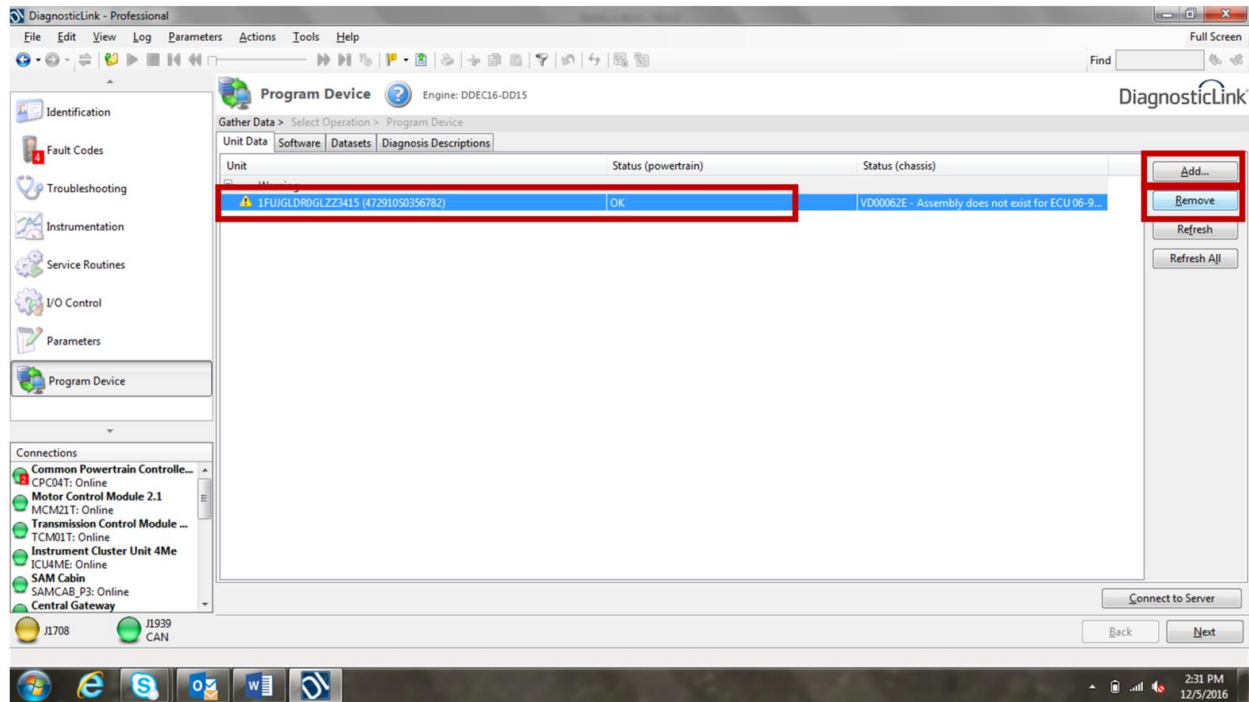 DiagnosticLink - Professional
File Edit View Log Parameters Actions Tools Help Full Screen
Find
Program Device Engine: DDEC16-DD15
DiagnosticLink
Gather Data > Select Operation > Program Device
Unit Data Software Datasets Diagnosis Descriptions
Unit Status (powertrain) Status (chassis)
Warning
1FUJGLDR0GLZZ3415 (472910S0356782) OK VD00062E - Assembly does not exist for ECU 06-9...
Add...
Remove
Refresh
Refresh All
Identification
4
Fault Codes
Troubleshooting
Instrumentation
Service Routines
I/O Control
Parameters
Program Device
Connections
Common Powertrain Controlle...
2
CPC04T: Online
Motor Control Module 2.1
MCM21T: Online
Transmission Control Module ...
TCM01T: Online
Instrument Cluster Unit 4Me
ICU4ME: Online
SAM Cabin
SAMCAB_P3: Online
Central Gateway
Connect to Server
J1708
J1939
CAN
Back Next
2:31 PM
12/5/2016